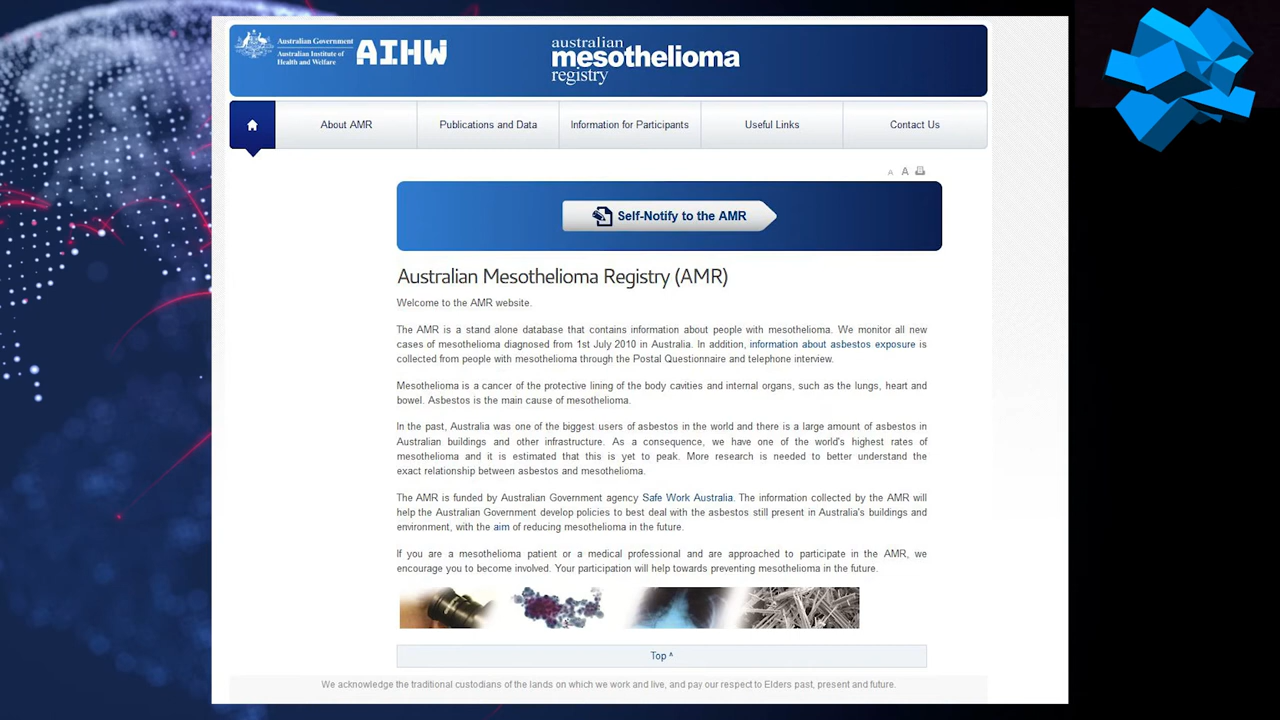 Australian Government
Australian Institute of
Health and Welfare
AIHW
australian
mesothelioma
registry
About AMR
Publications and Data
Information for Participants
Useful Links
Contact Us
A A
Self-Notify to the AMR
Australian Mesothelioma Registry (AMR)
Welcome to the AMR website.
The AMR is a stand alone database that contains information about people with mesothelioma. We monitor all new
cases of mesothelioma diagnosed from 1st July 2010 in Australia. In addition, information about asbestos exposure is
collected from people with mesothelioma through the Postal Questionnaire and telephone interview.
Mesothelioma is a cancer of the protective lining of the body cavities and internal organs, such as the lungs, heart and
bowel. Asbestos is the main cause of mesothelioma.
In the past, Australia was one of the biggest users of asbestos in the world and there is a large amount of asbestos in
Australian buildings and other infrastructure. As a consequence, we have one of the world's highest rates of
mesothelioma and it is estimated that this is yet to peak. More research is needed to better understand the
exact relationship between asbestos and mesothelioma.
The AMR is funded by Australian Government agency Safe Work Australia. The information collected by the AMR will
help the Australian Government develop policies to best deal with the asbestos still present in Australia's buildings and
environment, with the aim of reducing mesothelioma in the future.
If you are a mesothelioma patient or a medical professional and are approached to participate in the AMR, we
encourage you to become involved. Your participation will help towards preventing mesothelioma in the future.
Top ^
We acknowledge the traditional custodians of the lands on which we work and live, and pay our respect to Elders past, present and future.